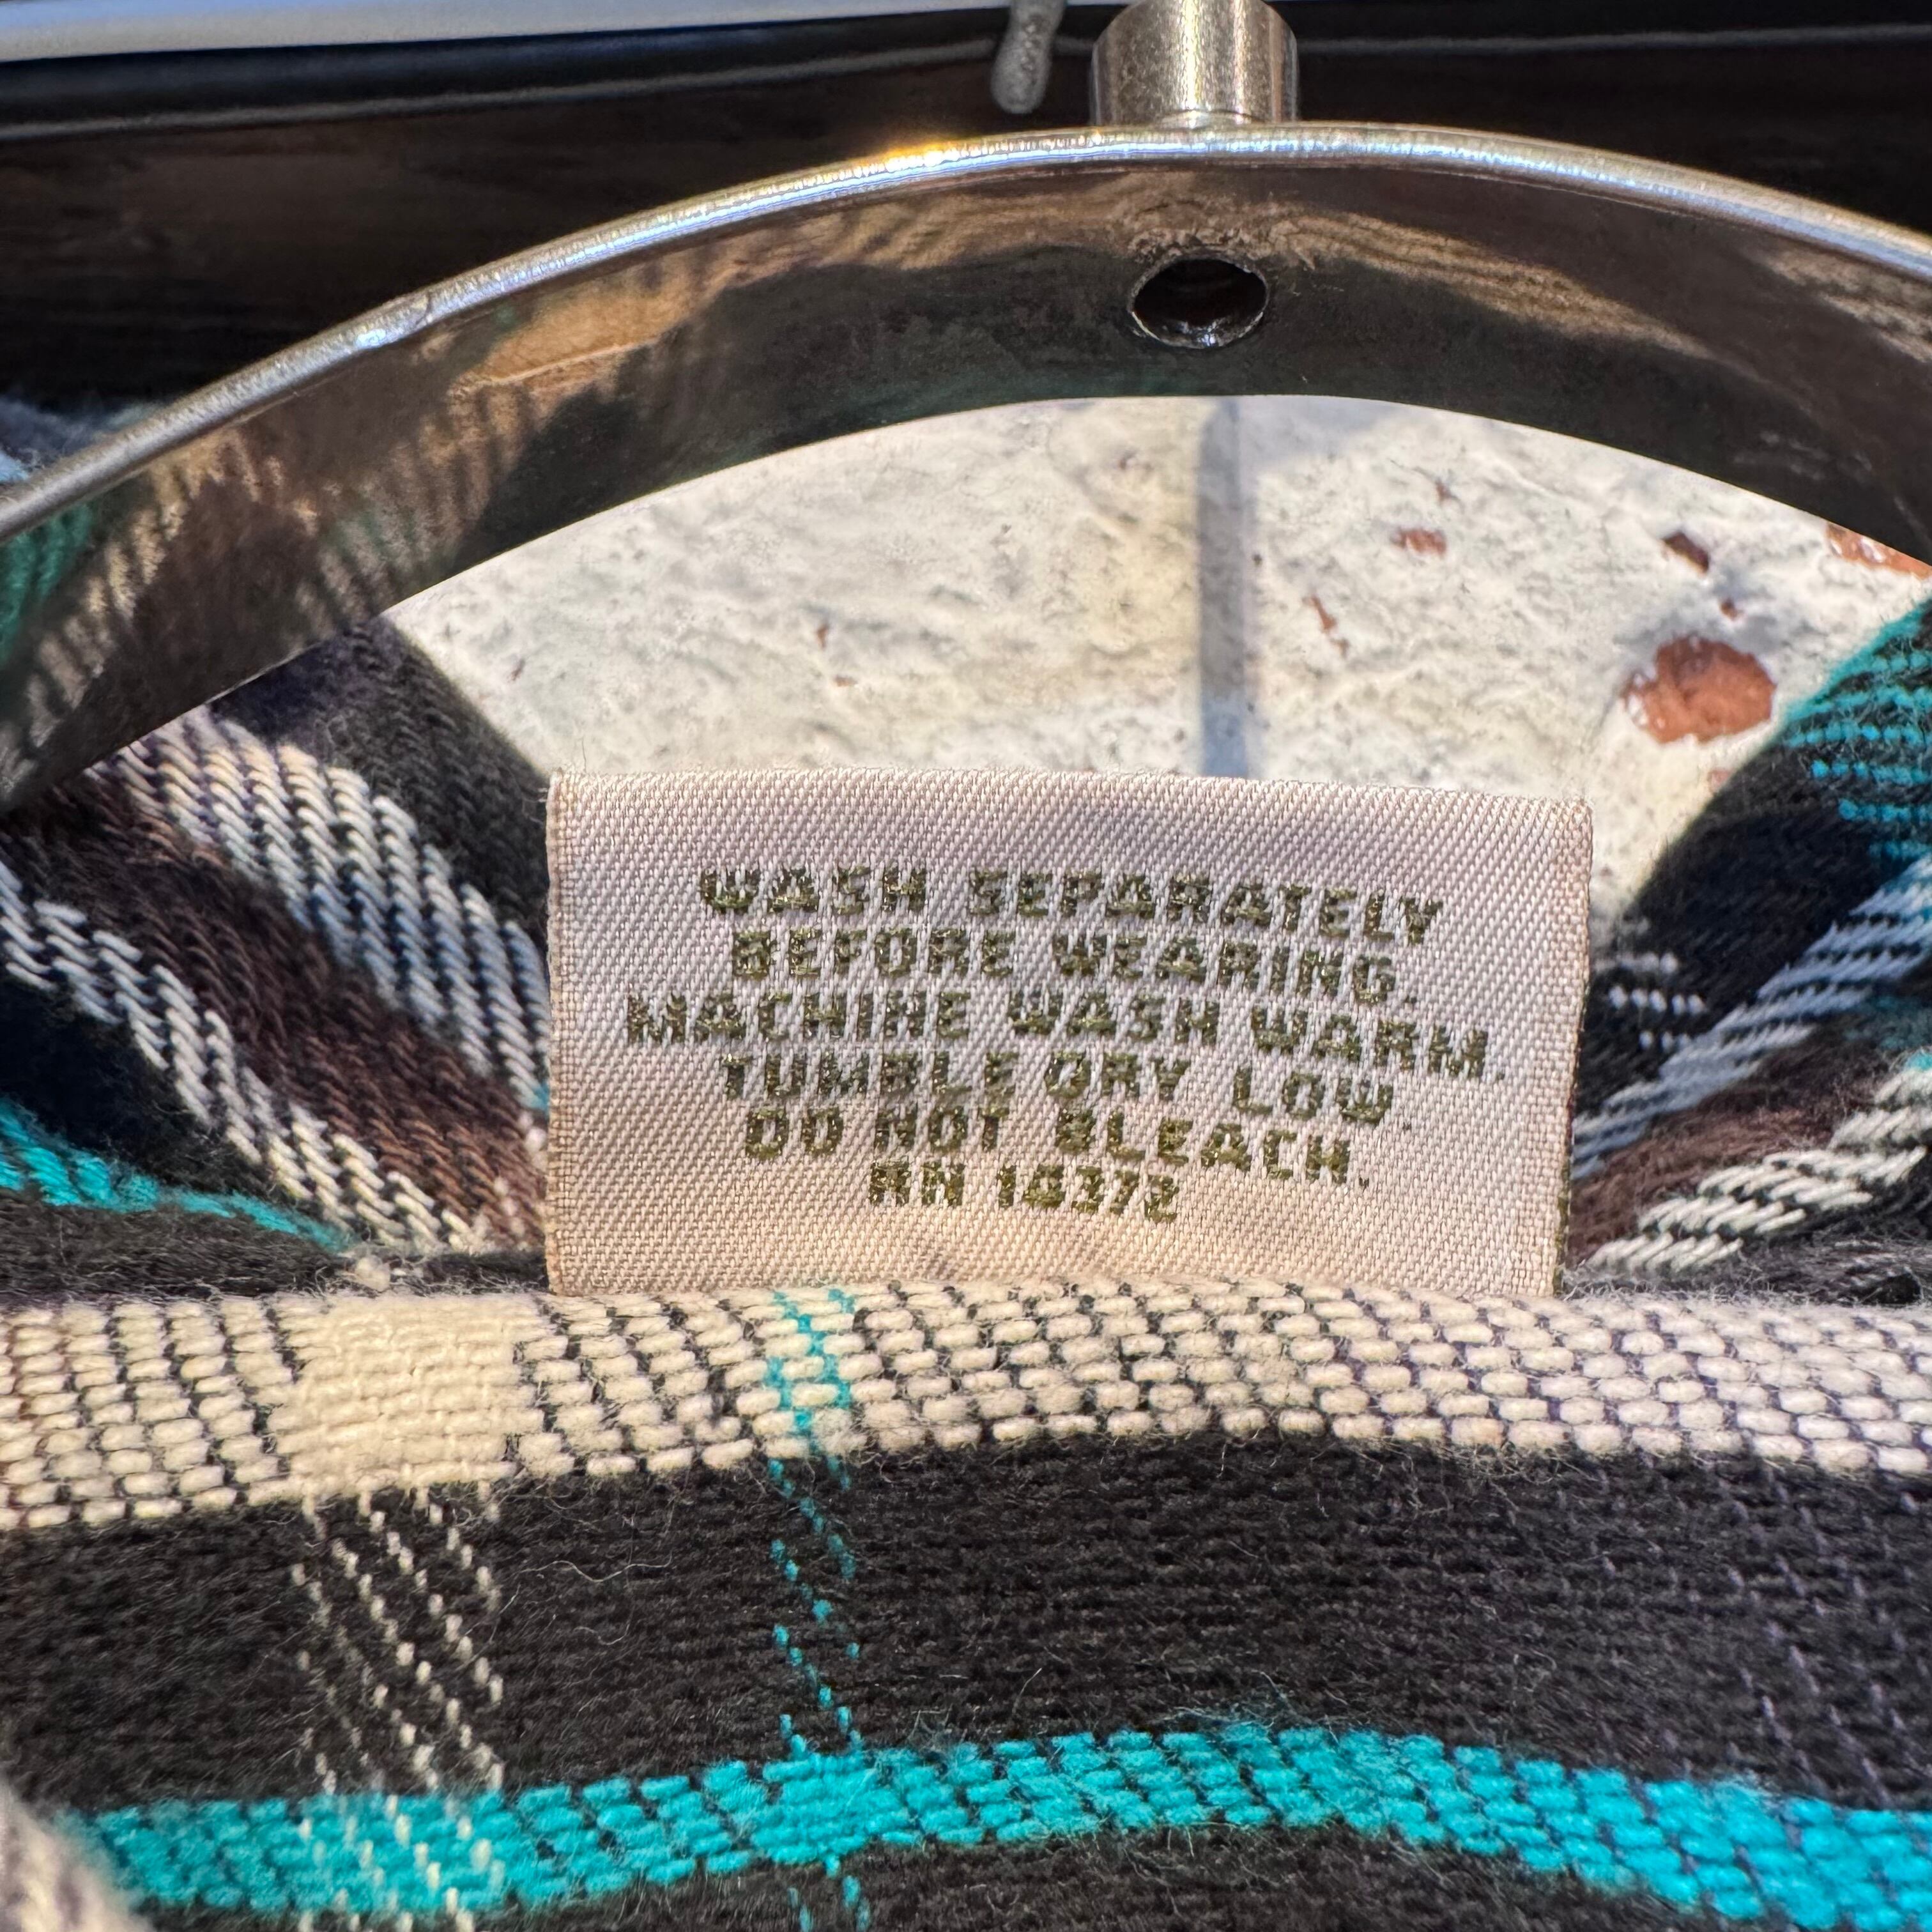 WASH SEPARATELY
BEFORE WEARING.
MACHINE WASH WARM.
TUMBLE DRY LOW.
DO NOT BLEACH.
RN 14372